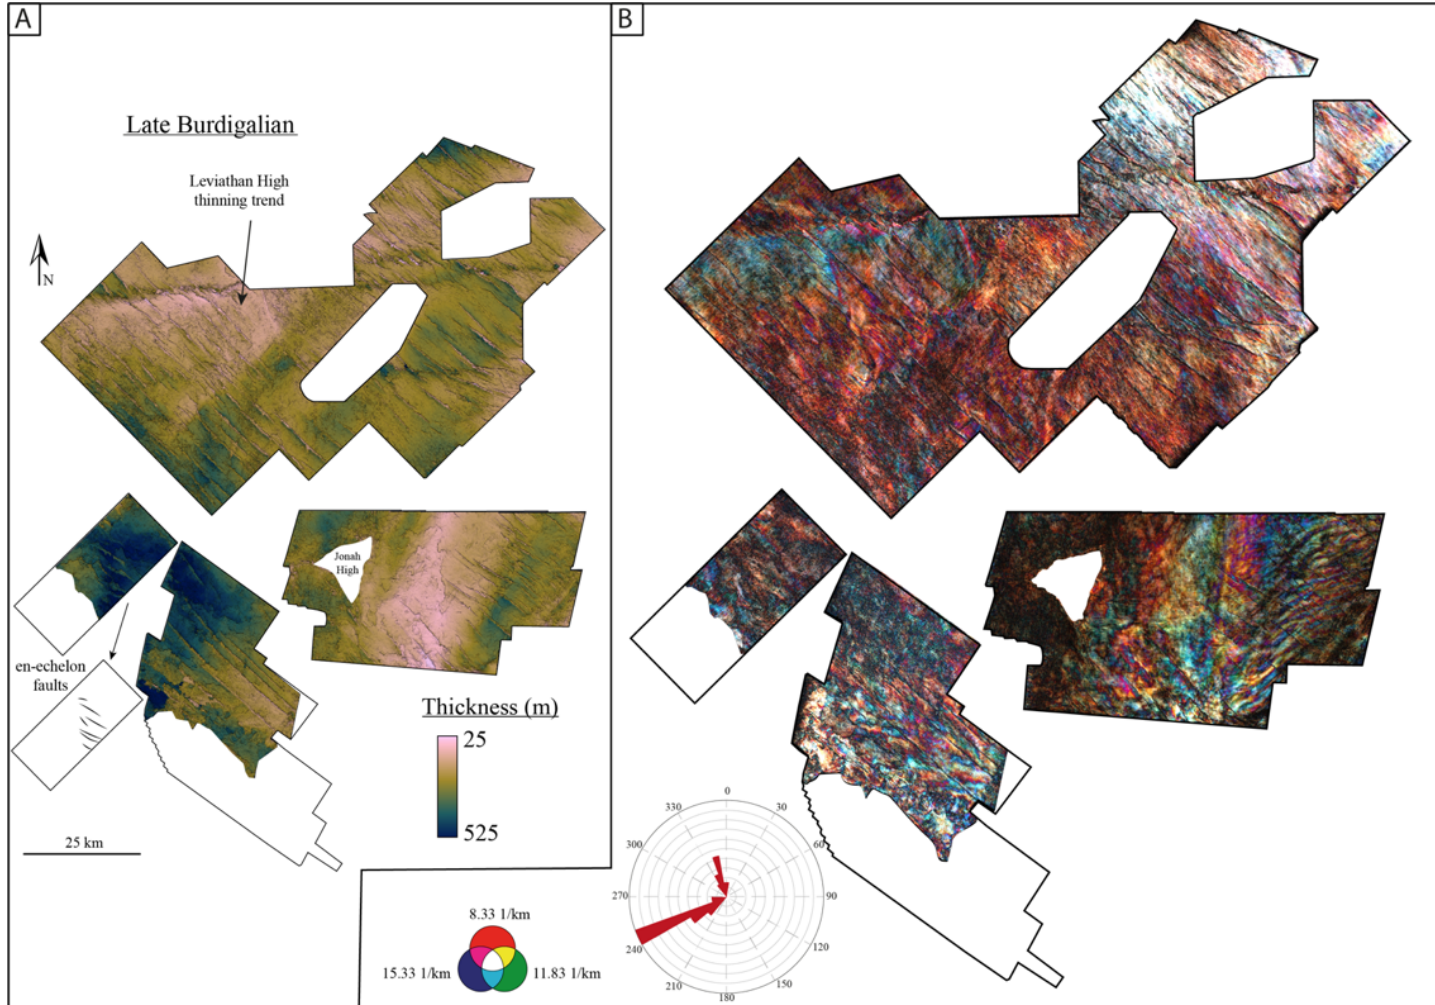 A
B
Late Burdigalian
Leviathan High
thinning trend
N
Jonah
High
en-echelon
faults
Thickness (m)
25
525
25 km
0
30
60
90
120
150
180
210
240
270
300
330
8.33 1/km
15.33 1/km
11.83 1/km